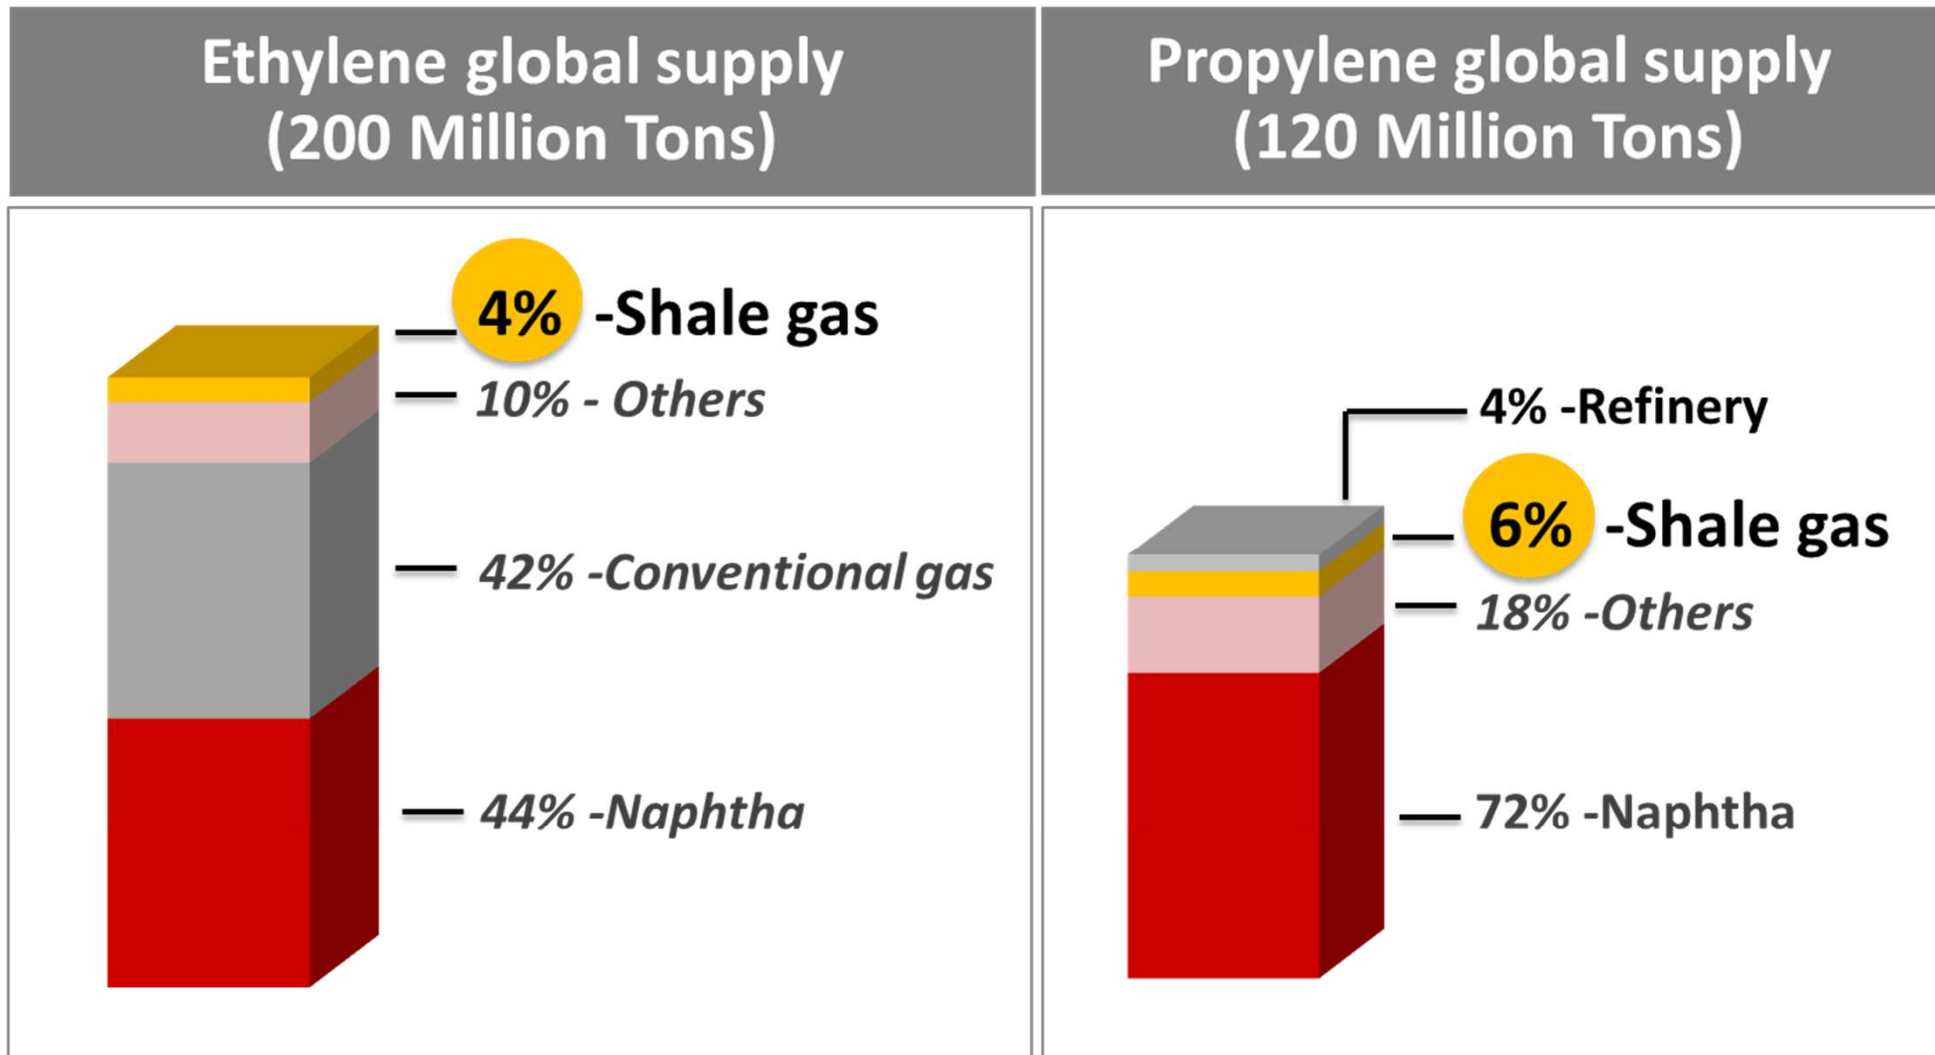 Ethylene global supply
(200 Million Tons)
4% -Shale gas
10% - Others
42% -Conventional gas
44% -Naphtha
Propylene global supply
(120 Million Tons)
4% -Refinery
6% -Shale gas
18% -Others
72% -Naphtha